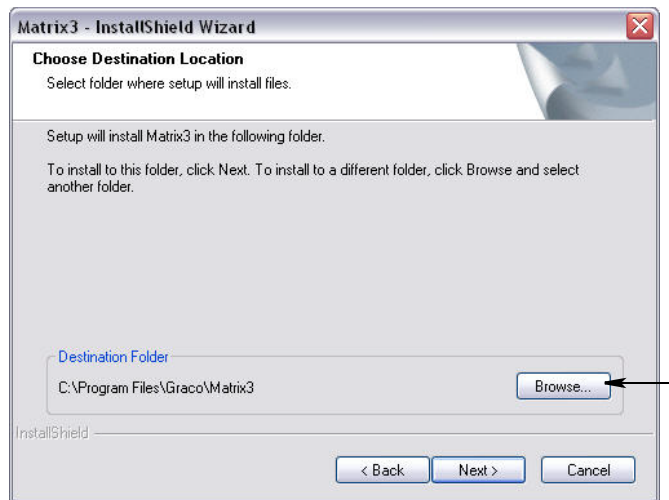 Matrix3 - InstallShield Wizard
Choose Destination Location
Select folder where setup will install files.
Setup will install Matrix3 in the following folder.
To install to this folder, click Next. To install to a different folder, click Browse and select
another folder.
Destination Folder
C:\Program Files\Graco\Matrix3
Browse...
InstallShield
< Back
Next >
Cancel